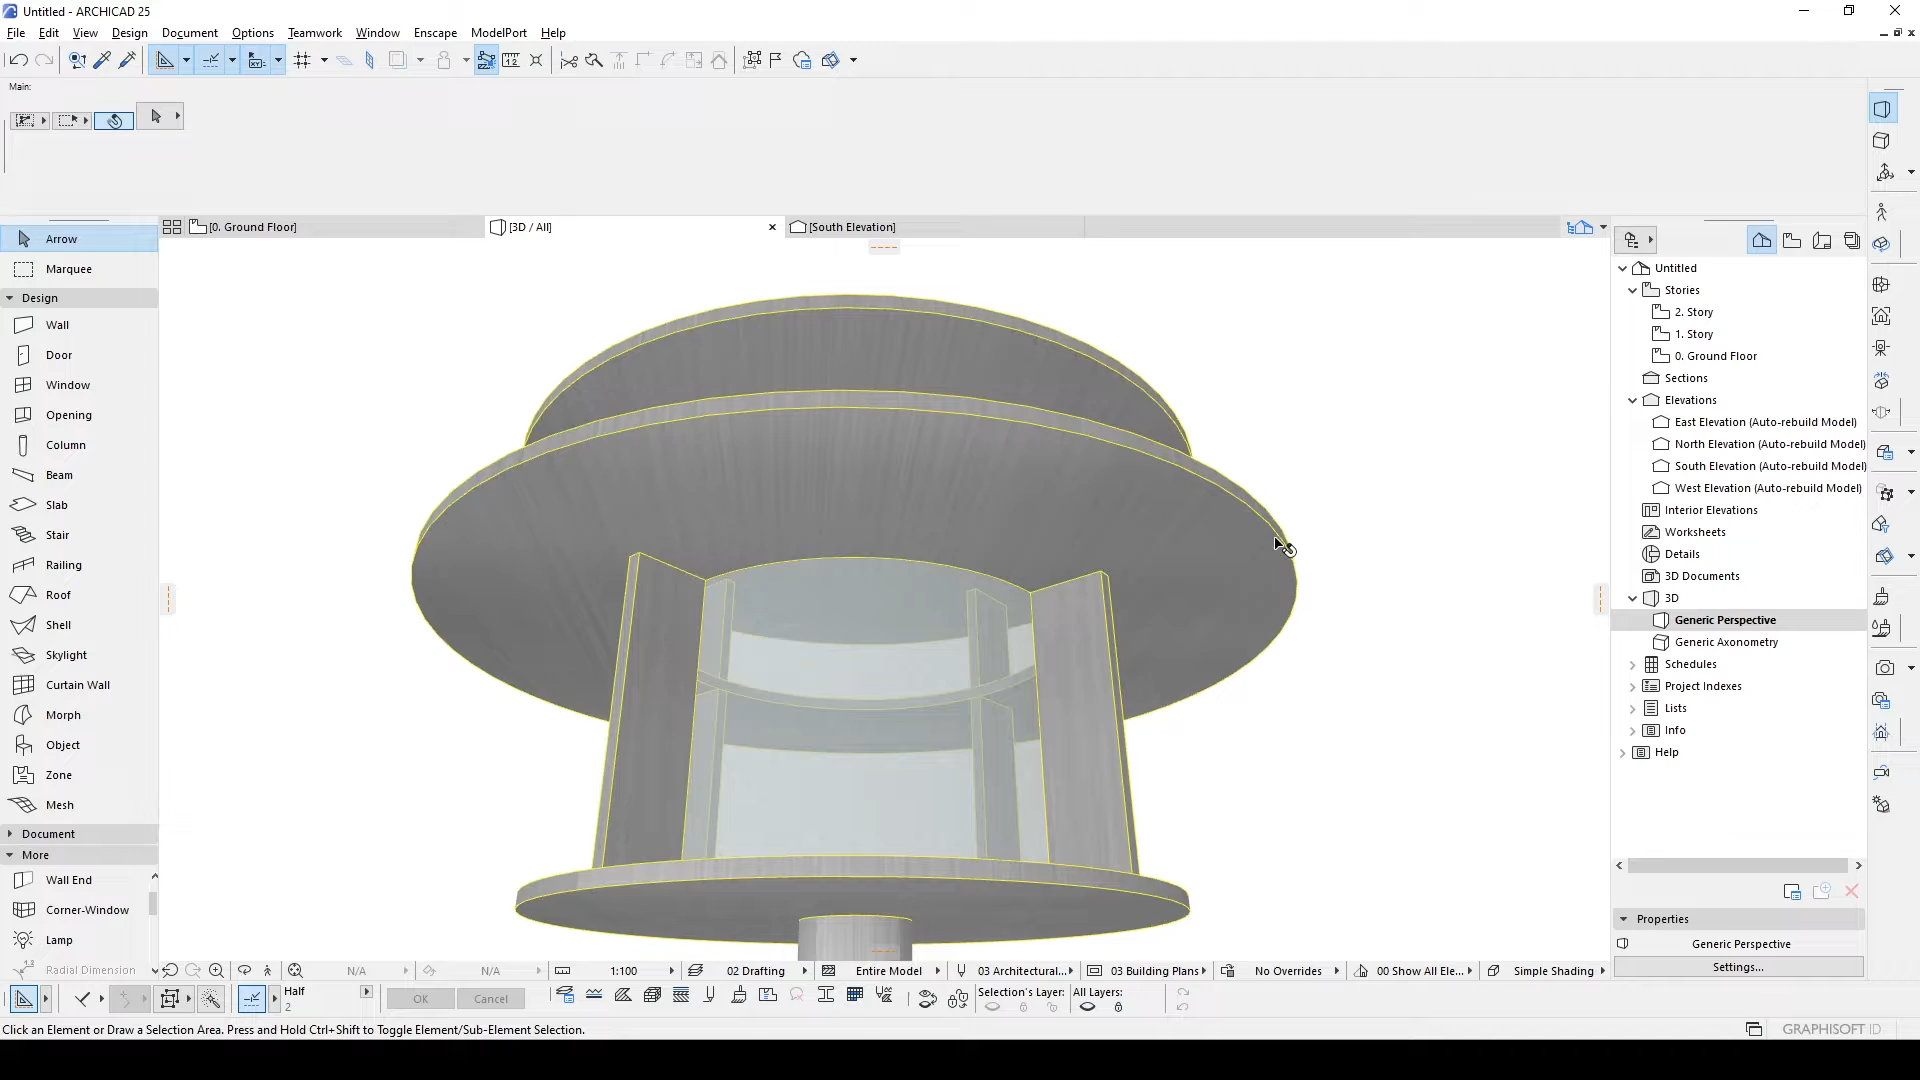 Untitled - ARCHICAD 25
File Edit View Design Document Options Teamwork Window Enscape ModelPort Help
Main:
[0. Ground Floor]
[3D / All]
[South Elevation]
Arrow
Marquee
Design
Wall
Door
Window
Opening
Column
Beam
Slab
Stair
Railing
Roof
Shell
Skylight
Curtain Wall
Morph
Object
Zone
Mesh
Document
More
Wall End
Corner-Window
Lamp
Radial Dimension
Untitled
Stories
2. Story
1. Story
0. Ground Floor
Sections
Elevations
East Elevation (Auto-rebuild Model)
North Elevation (Auto-rebuild Model)
South Elevation (Auto-rebuild Model)
West Elevation (Auto-rebuild Model)
Interior Elevations
Worksheets
Details
3D Documents
3D
Generic Perspective
Generic Axonometry
Schedules
Project Indexes
Lists
Info
Help
Properties
Generic Perspective
Settings...
N/A N/A 1:100 02 Drafting Entire Model 03 Architectural... 03 Building Plans No Overrides 00 Show All Ele... Simple Shading
Half
2
OK Cancel
Selection's Layer: All Layers:
Click an Element or Draw a Selection Area. Press and Hold Ctrl+Shift to Toggle Element/Sub-Element Selection.
GRAPHISOFT ID